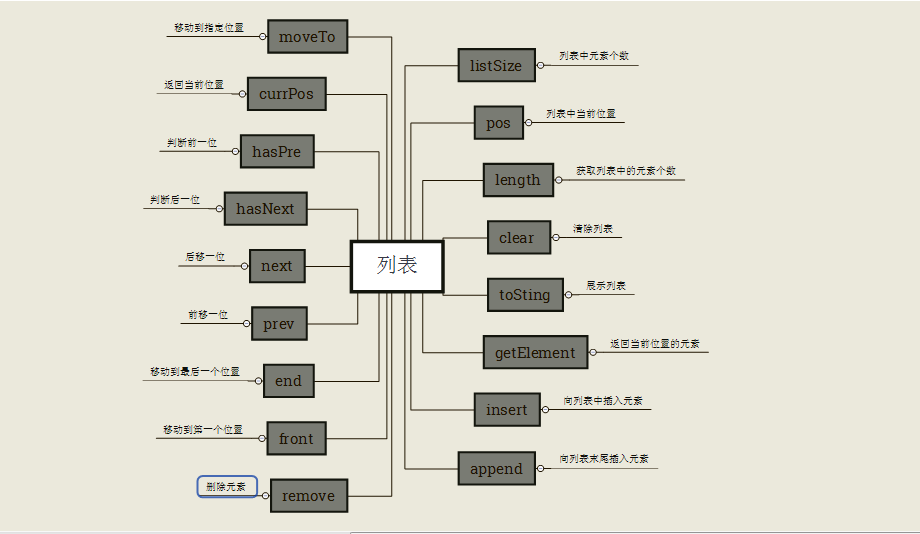 列表
listSize
列表中元素个数
pos
列表中当前位置
length
获取列表中的元素个数
clear
清除列表
toSting
展示列表
getElement
返回当前位置的元素
insert
向列表中插入元素
append
向列表末尾插入元素
moveTo
移动到指定位置
currPos
返回当前位置
hasPre
判断前一位
hasNext
判断后一位
next
后移一位
prev
前移一位
end
移动到最后一个位置
front
移动到第一个位置
remove
删除元素